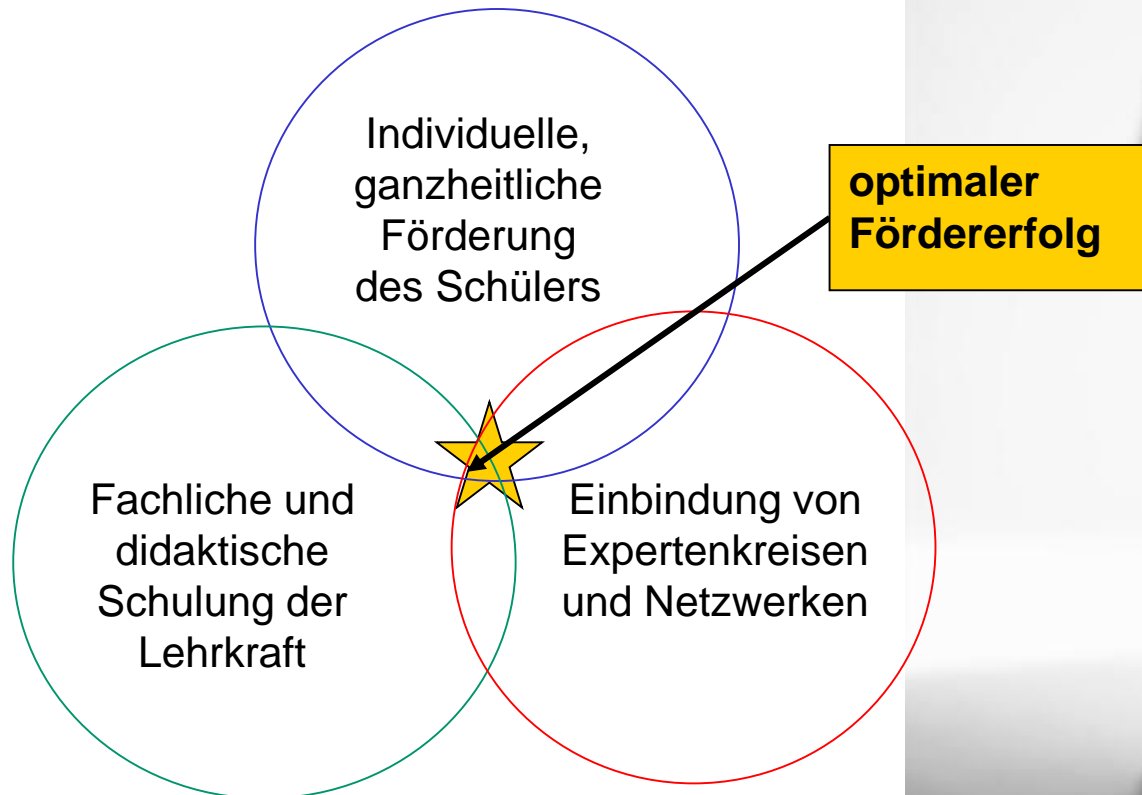 Individuelle,
ganzheitliche
Förderung
des Schülers
optimaler
Fördererfolg
Fachliche und
didaktische
Schulung der
Lehrkraft
Einbindung von
Expertenkreisen
und Netzwerken